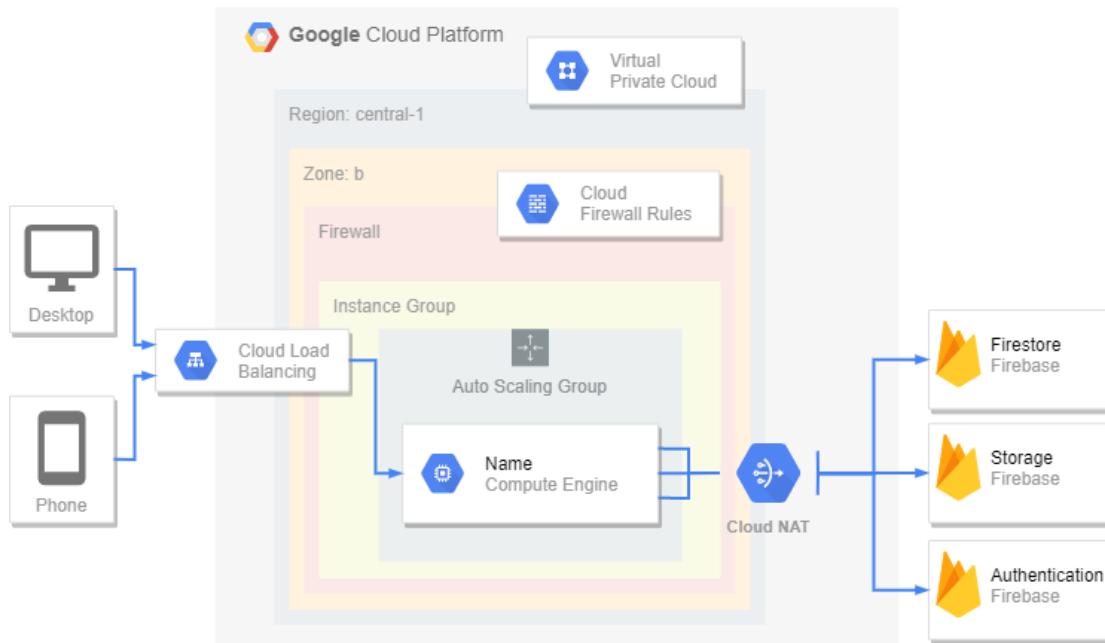 Google Cloud Platform
Virtual
Private Cloud
Region: central-1
Zone: b
Cloud
Firewall Rules
Firewall
Instance Group
Desktop
Cloud Load
Balancing
Auto Scaling Group
Phone
Name
Compute Engine
Cloud NAT
Firestore
Firebase
Storage
Firebase
Authentication
Firebase